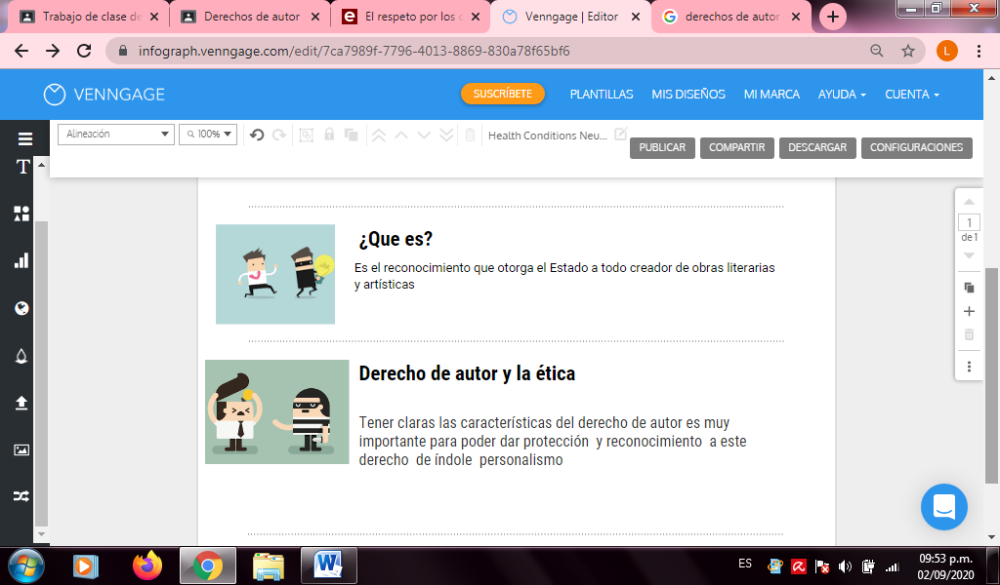 Trabajo de clase de
Derechos de autor
El respeto por los
Venngage | Editor
derechos de autor
infograph.venngage.com/edit/7ca7989f-7796-4013-8869-830a78f65bf6
L
VENNGAGE
SUSCRÍBETE
PLANTILLAS
MIS DISEÑOS
MI MARCA
AYUDA
CUENTA
Alineación
100%
Health Conditions Neu...
PUBLICAR
COMPARTIR
DESCARGAR
CONFIGURACIONES
1
de 1
¿Que es?
Es el reconocimiento que otorga el Estado a todo creador de obras literarias
y artísticas
Derecho de autor y la ética
Tener claras las características del derecho de autor es muy
importante para poder dar protección y reconocimiento a este
derecho de índole personalismo
ES
09:53 p.m.
02/09/2020